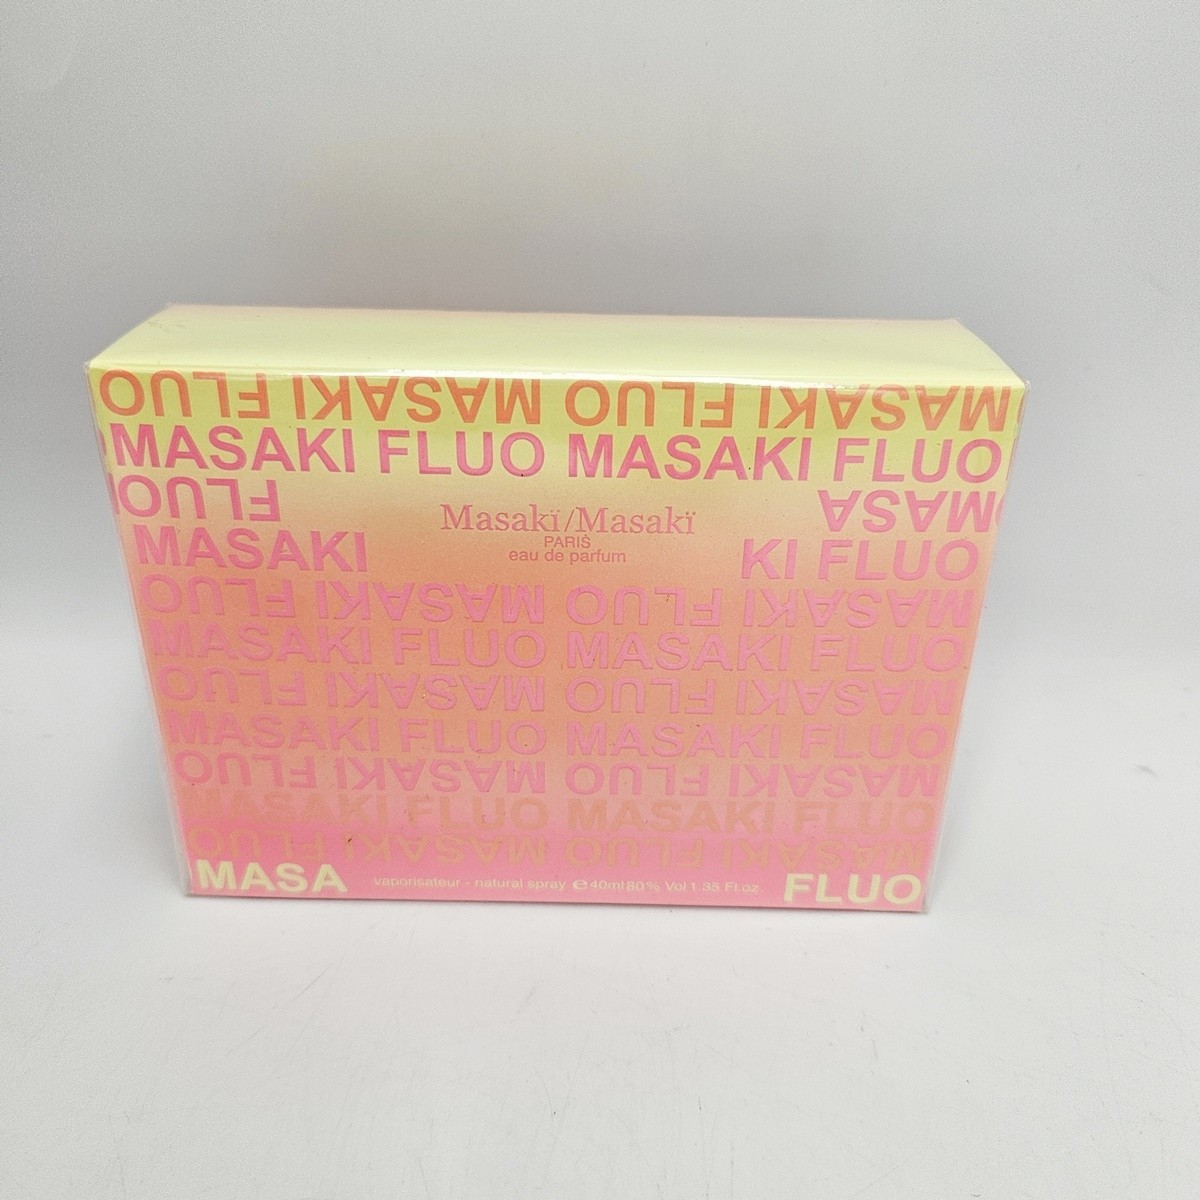 MASAKI FLUO MASAKI FLUO
MASAKI FLUO MASAKI FLUO
MASA FLUO
Masakï/Masakï
PARIS
eau de parfum
MASAKI KI FLUO
MASAKI FLUO MASAKI FLUO
MASAKI FLUO MASAKI FLUO
MASAKI FLUO MASAKI FLUO
MASAKI FLUO MASAKI FLUO
MASAKI FLUO MASAKI FLUO
MASAKI FLUO MASAKI FLUO
MASAKI FLUO MASAKI FLUO
MASA vaporisateur - natural spray e 40ml 80% Vol 1.35 Fl.oz. FLUO